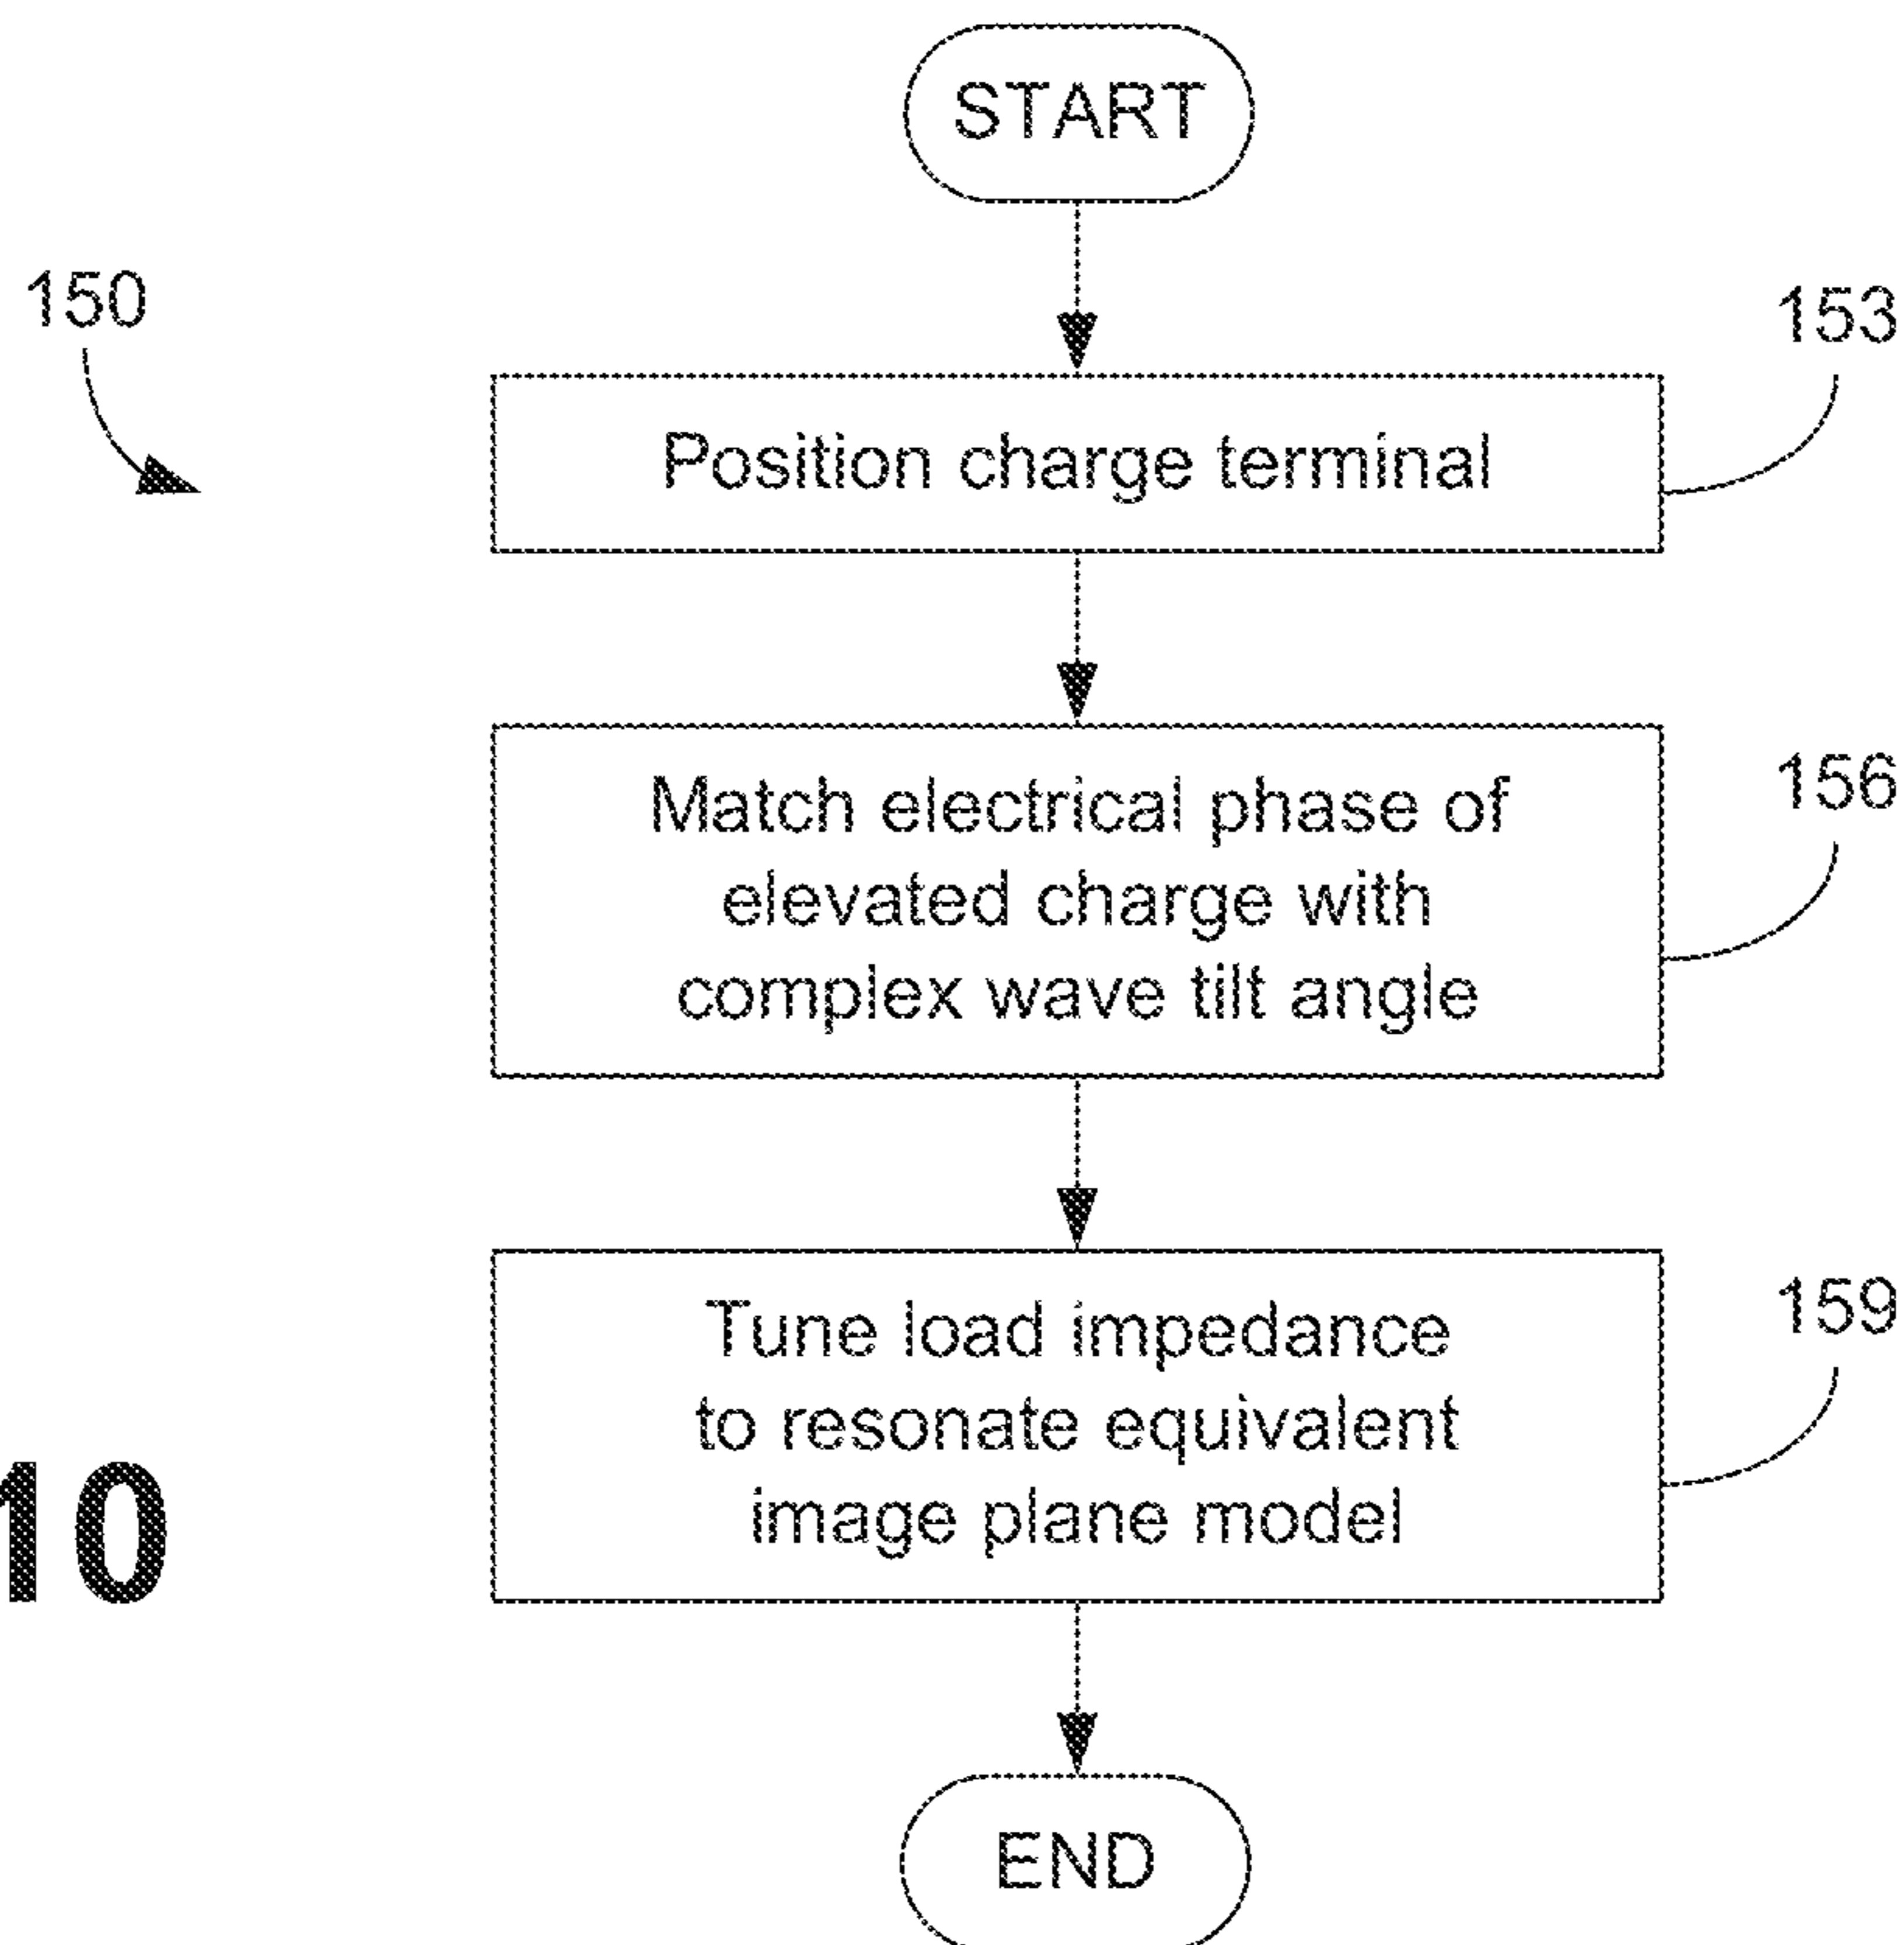 START
150
153
Position charge terminal
156
Match electrical phase of
elevated charge with
complex wave tilt angle
159
Tune load impedance
to resonate equivalent
image plane model
10
END